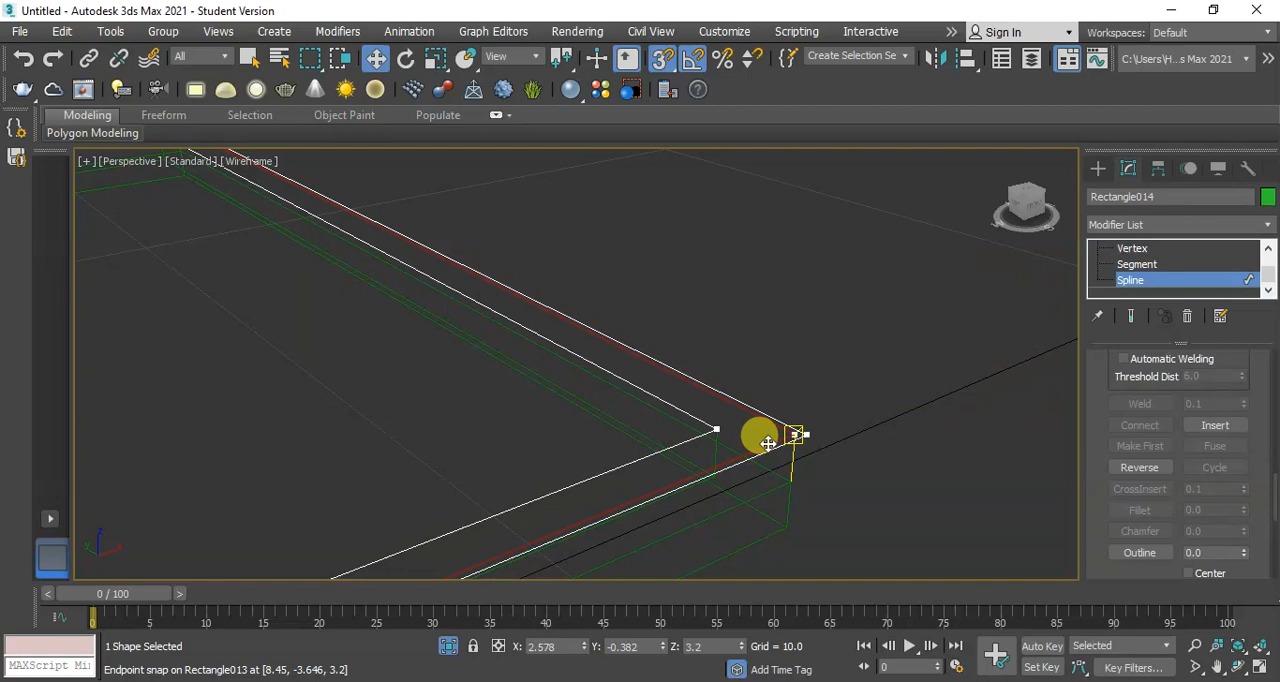 Untitled - Autodesk 3ds Max 2021 - Student Version
File Edit Tools Group Views Create Modifiers Animation Graph Editors Rendering Civil View Customize Scripting Interactive Sign In Workspaces: Default
All View Create Selection Se C:\Users\H...s Max 2021
Modeling Freeform Selection Object Paint Populate
Polygon Modeling
[+] [Perspective] [Standard] [Wireframe]
Rectangle014
Modifier List
Vertex
Segment
Spline
Automatic Welding
Threshold Dist 6.0
Weld 0.1
Connect Insert
Make First Fuse
Reverse Cycle
CrossInsert 0.1
Fillet 0.0
Chamfer 0.0
Outline 0.0
Center
0 / 100
0 5 10 15 20 25 30 35 40 45 50 55 60 65 70 75 80 85 90 95 100
1 Shape Selected X: 2.578 Y: -0.382 Z: 3.2 Grid = 10.0 Auto Key Selected
MAXScript Mi Endpoint snap on Rectangle013 at [8.45, -3.646, 3.2] Add Time Tag 0 Set Key Key Filters...